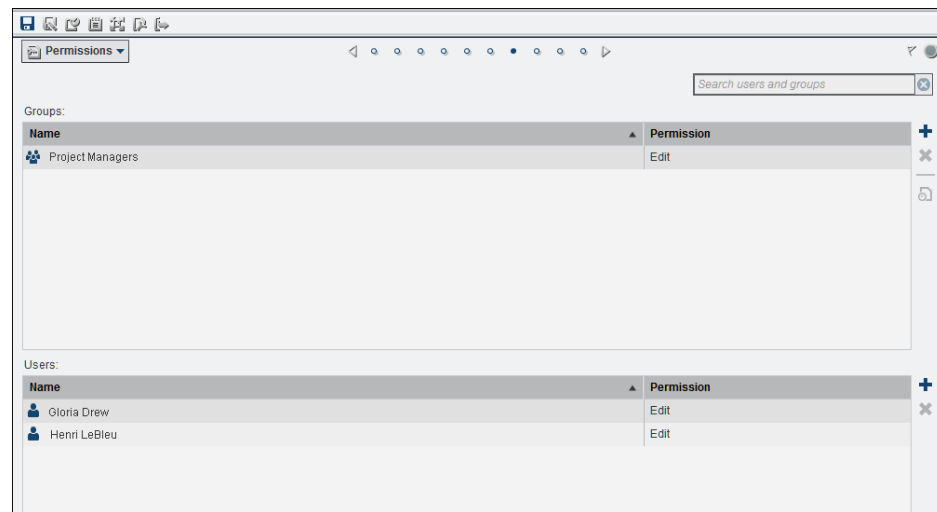 Permissions
Search users and groups
Groups:
Name Permission
Project Managers Edit
Users:
Name Permission
Gloria Drew Edit
Henri LeBleu Edit